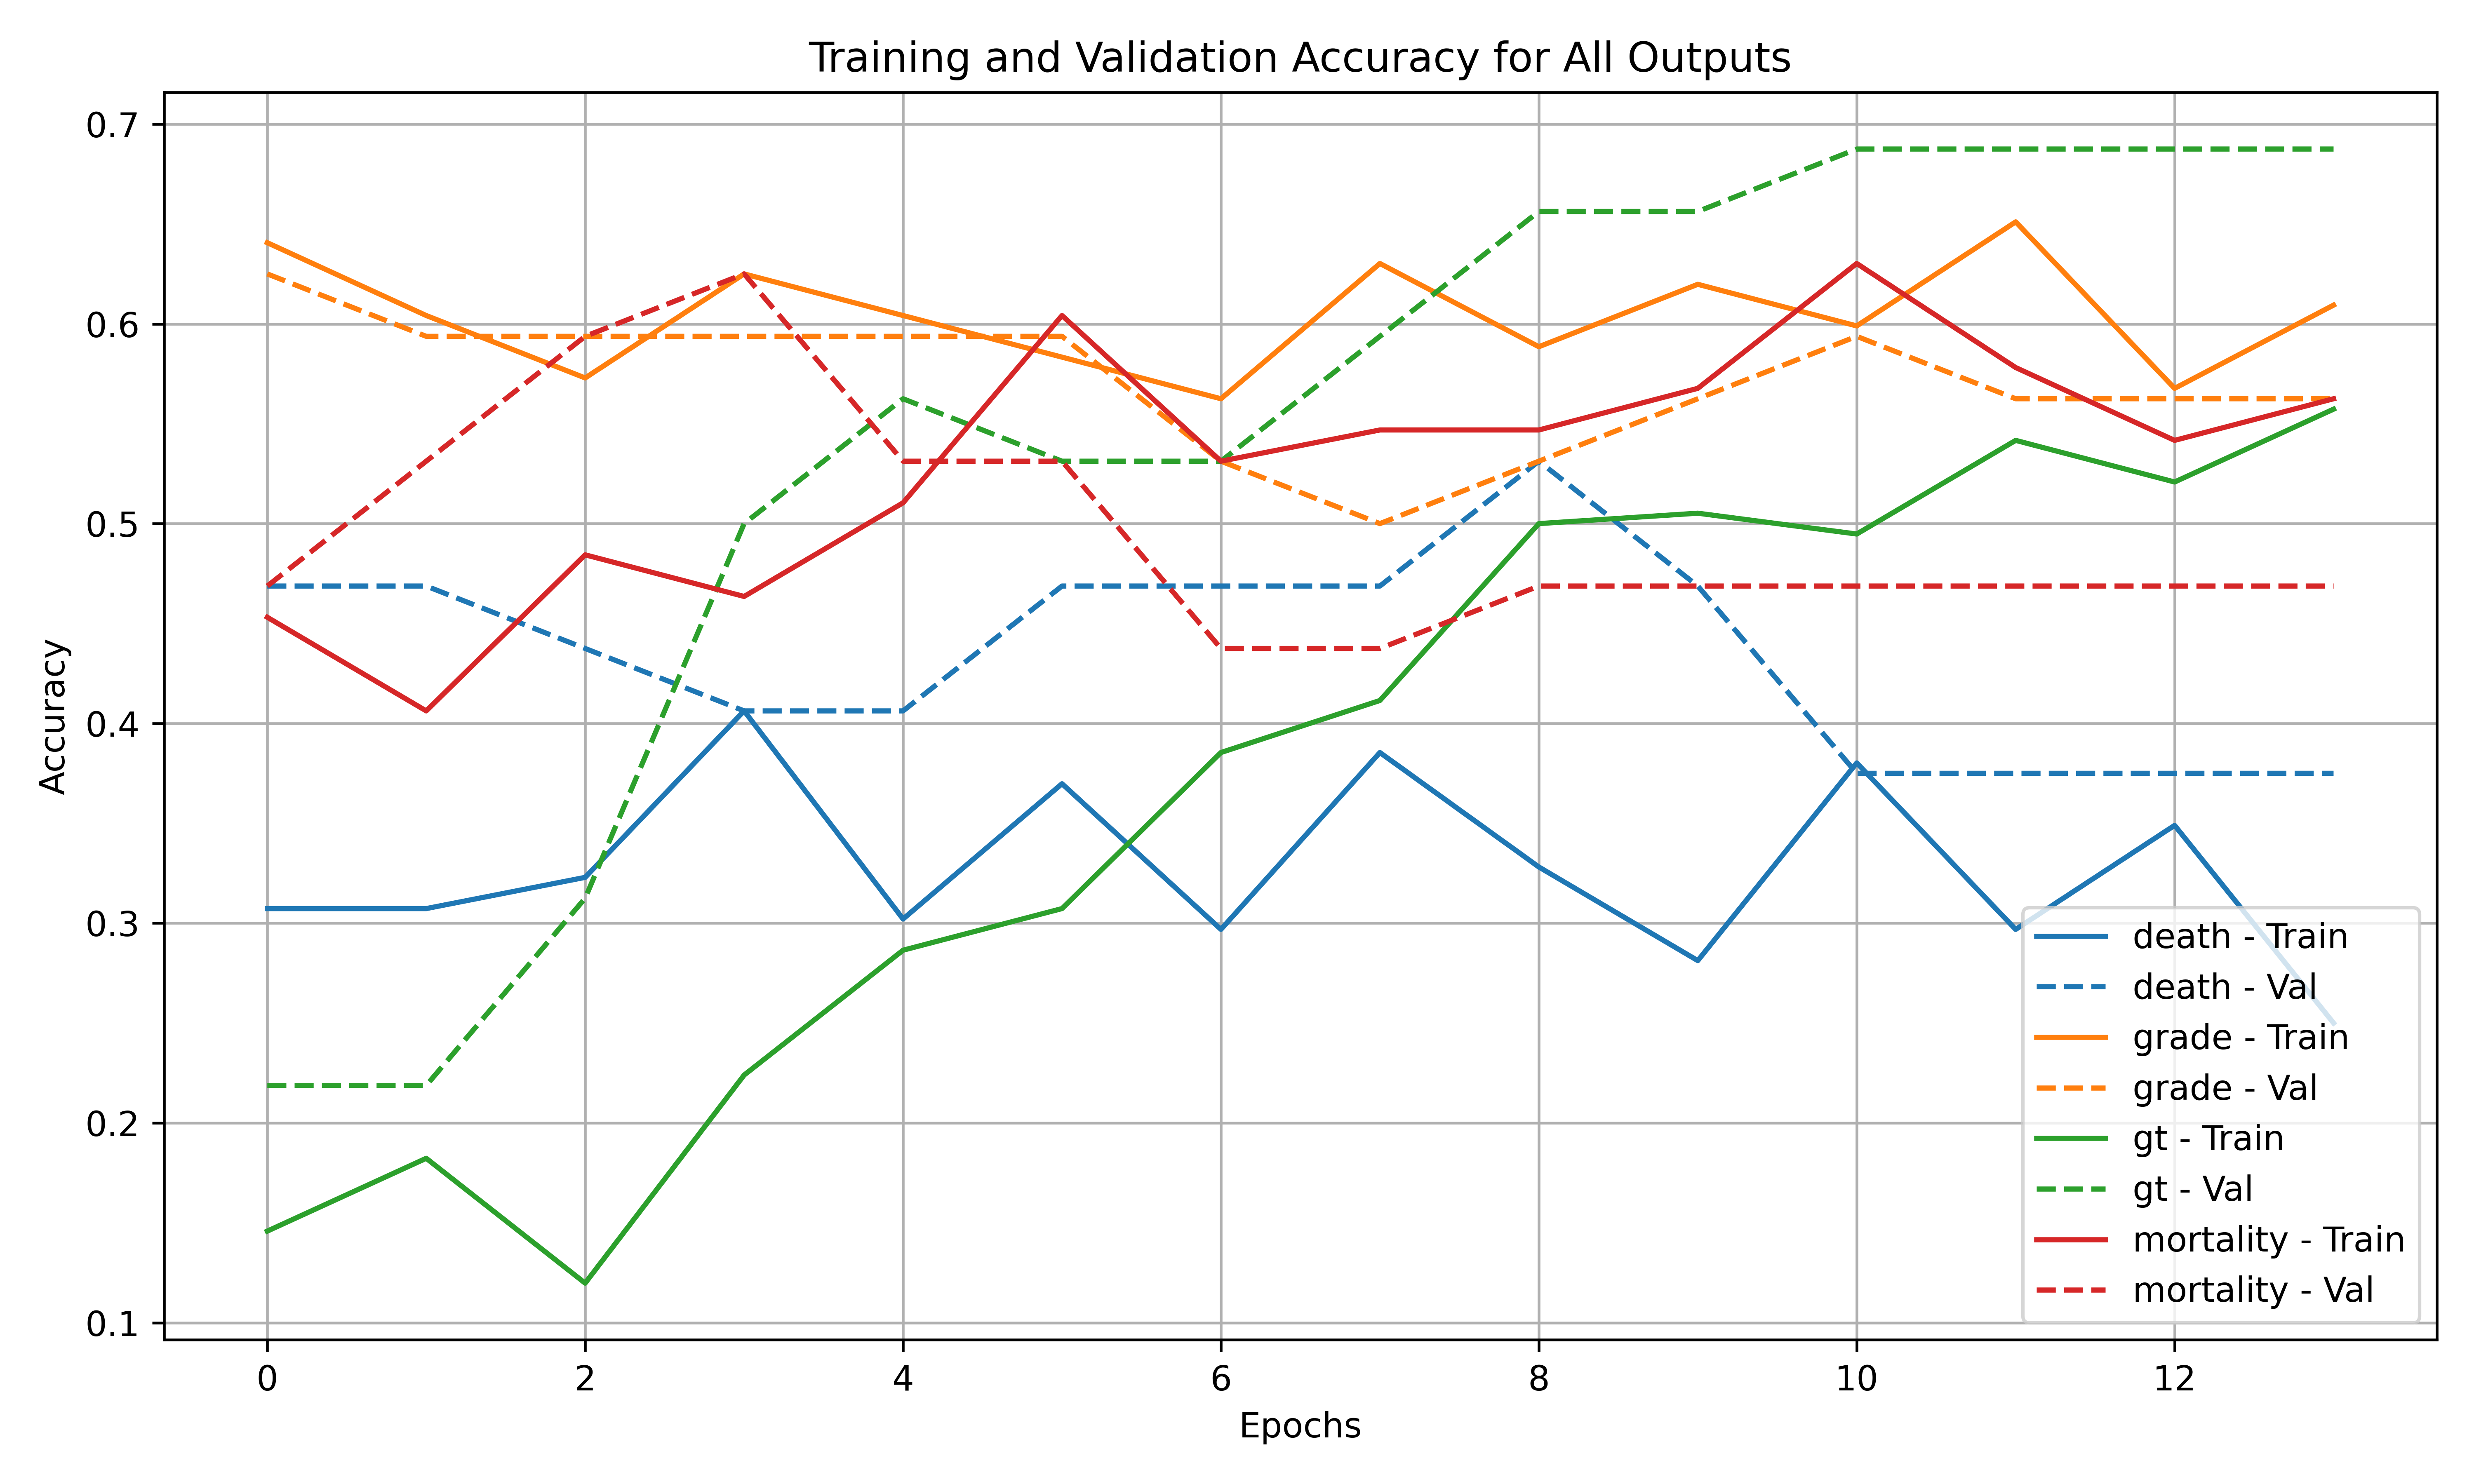 Training and Validation Accuracy for All Outputs
Accuracy
0.7
0.6
0.5
0.4
0.3
0.2
0.1
death - Train
death - Val
grade - Train
grade - Val
gt - Train
gt - Val
mortality - Train
mortality - Val
0 2 4 6 8 10 12
Epochs